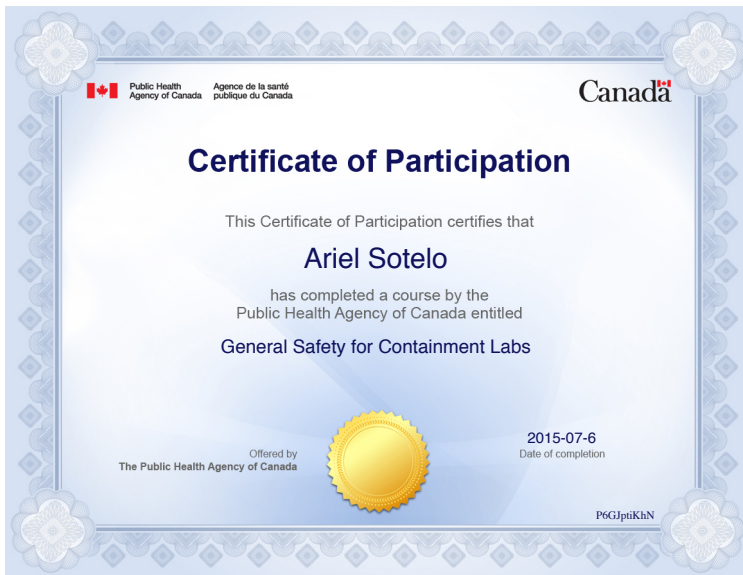 Public Health
Agency of Canada
Agence de la santé
publique du Canada
Canada
Certificate of Participation
This Certificate of Participation certifies that
Ariel Sotelo
has completed a course by the
Public Health Agency of Canada entitled
General Safety for Containment Labs
Offered by
The Public Health Agency of Canada
2015-07-6
Date of completion
P6GJptiKhN